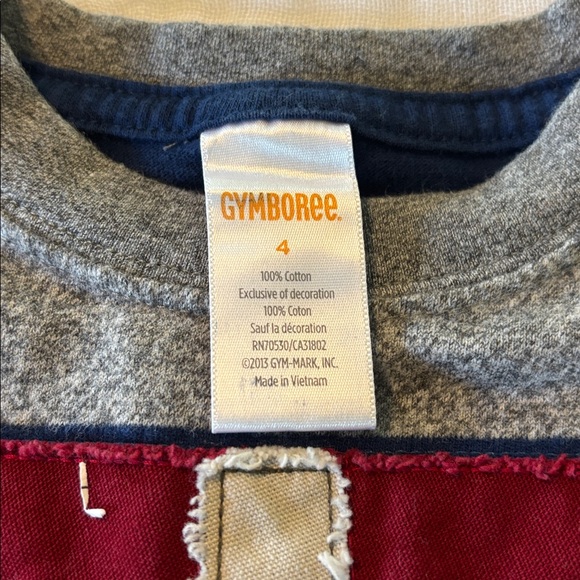 GYMBOREE.
4
100% Cotton
Exclusive of decoration
100% Coton
Sauf la décoration
RN70530/CA31802
©2013 GYM-MARK, INC.
Made in Vietnam